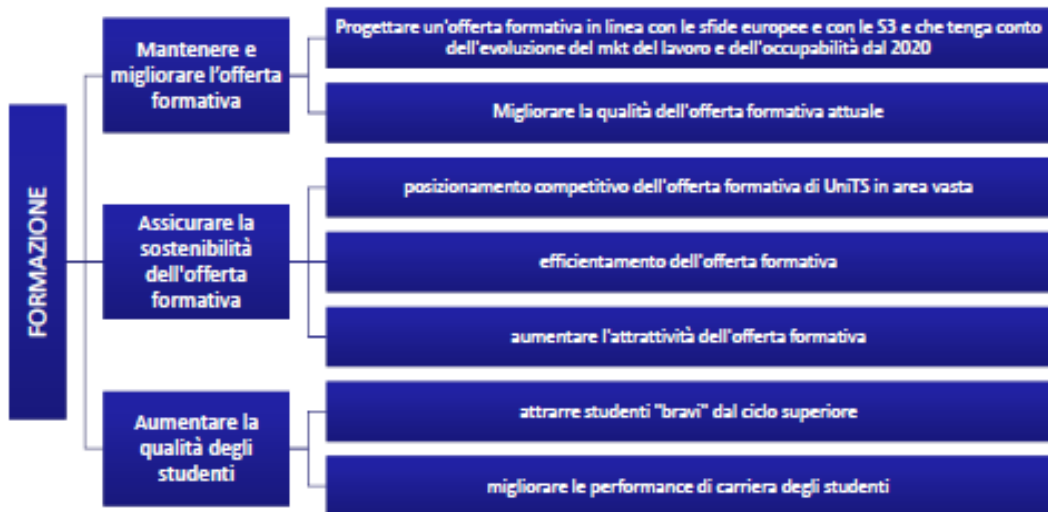 FORMAZIONE
Mantenere e
migliorare l'offerta
formativa
Progettare un'offerta formativa in linea con le sfide europee e con le S3 e che tenga conto
dell'evoluzione del mkt del lavoro e dell'occupabilità dal 2020
Migliorare la qualità dell'offerta formativa attuale
Assicurare la
sostenibilità
dell'offerta
formativa
posizionamento competitivo dell'offerta formativa di UniTS in area vasta
efficientamento dell'offerta formativa
aumentare l'attrattività dell'offerta formativa
Aumentare la
qualità degli
studenti
attrarre studenti "bravi" dal ciclo superiore
migliorare le performance di carriera degli studenti